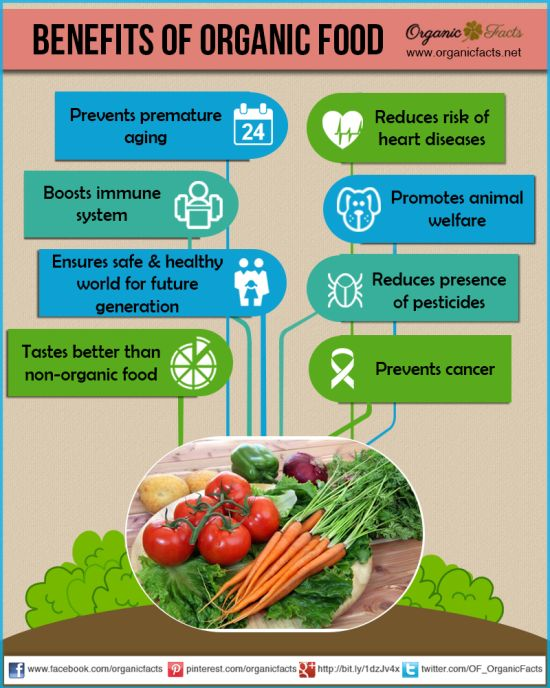 BENEFITS OF ORGANIC FOOD
Organic Facts
www.organicfacts.net
Prevents premature
aging
24
Reduces risk of
heart diseases
Boosts immune
system
Promotes animal
welfare
Ensures safe & healthy
world for future
generation
Reduces presence
of pesticides
Tastes better than
non-organic food
Prevents cancer
f www.facebook.com/organicfacts
pinterest.com/organicfacts
g+ http://bit.ly/1dzJv4x
twitter.com/OF_OrganicFacts